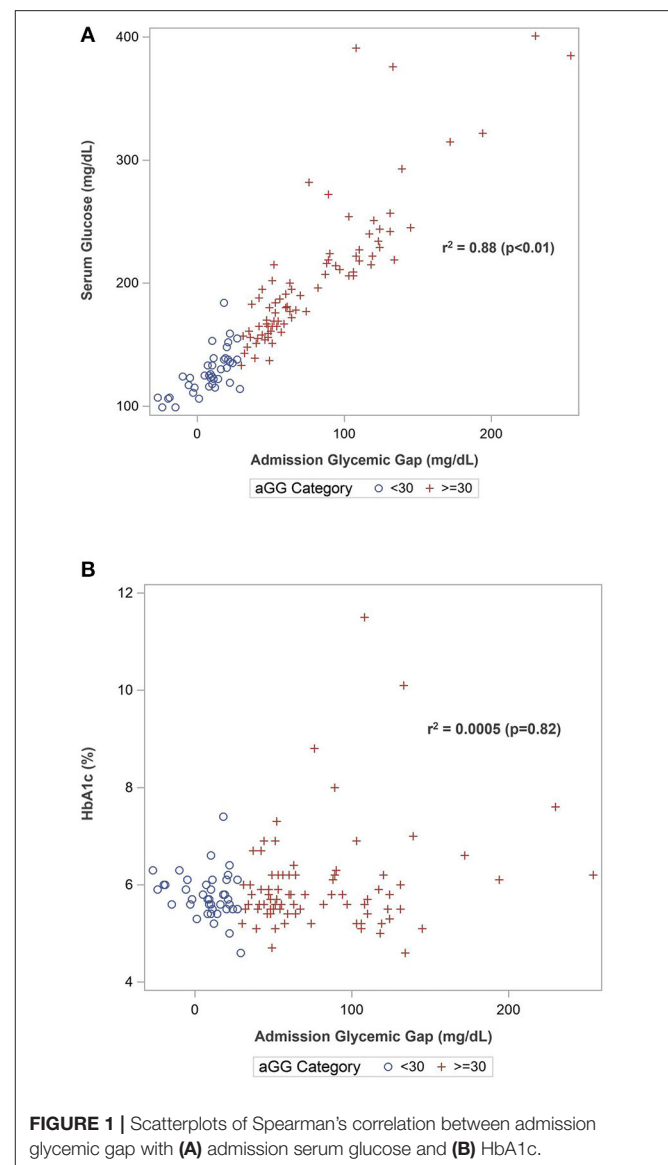 A
400
300
200
100
Serum Glucose (mg/dL)
r² = 0.88 (p<0.01)
0 100 200
Admission Glycemic Gap (mg/dL)
aGG Category <30 >=30
B
12
10
8
6
4
HbA1c (%)
r² = 0.0005 (p=0.82)
0 100 200
Admission Glycemic Gap (mg/dL)
aGG Category <30 >=30
FIGURE 1 | Scatterplots of Spearman's correlation between admission
glycemic gap with (A) admission serum glucose and (B) HbA1c.